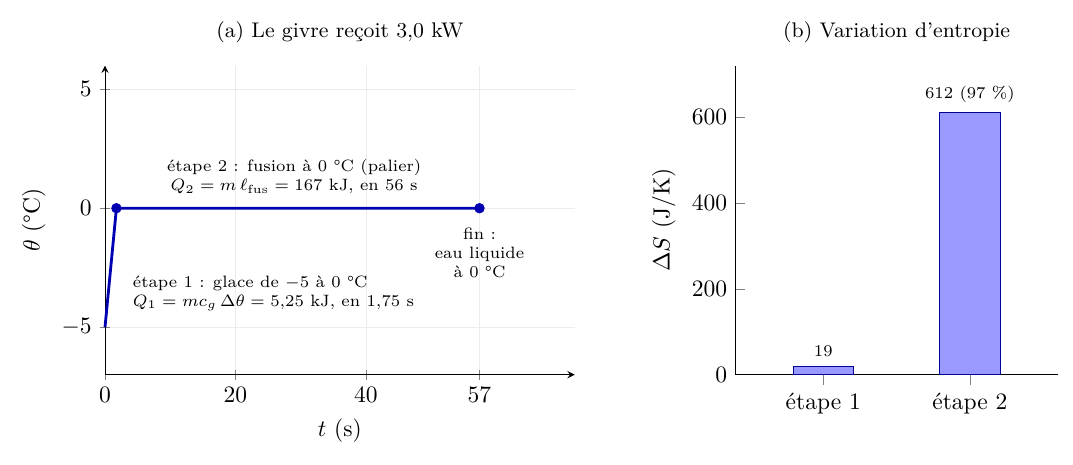 (a) Le givre reçoit 3,0 kW
5
0
−5
θ (°C)
étape 2 : fusion à 0 °C (palier)
Q₂ = m ℓ_fus = 167 kJ, en 56 s
fin :
eau liquide
à 0 °C
étape 1 : glace de −5 à 0 °C
Q₁ = mc_g Δθ = 5,25 kJ, en 1,75 s
0 20 40 57
t (s)
(b) Variation d'entropie
600
400
200
0
ΔS (J/K)
612 (97 %)
19
étape 1 étape 2